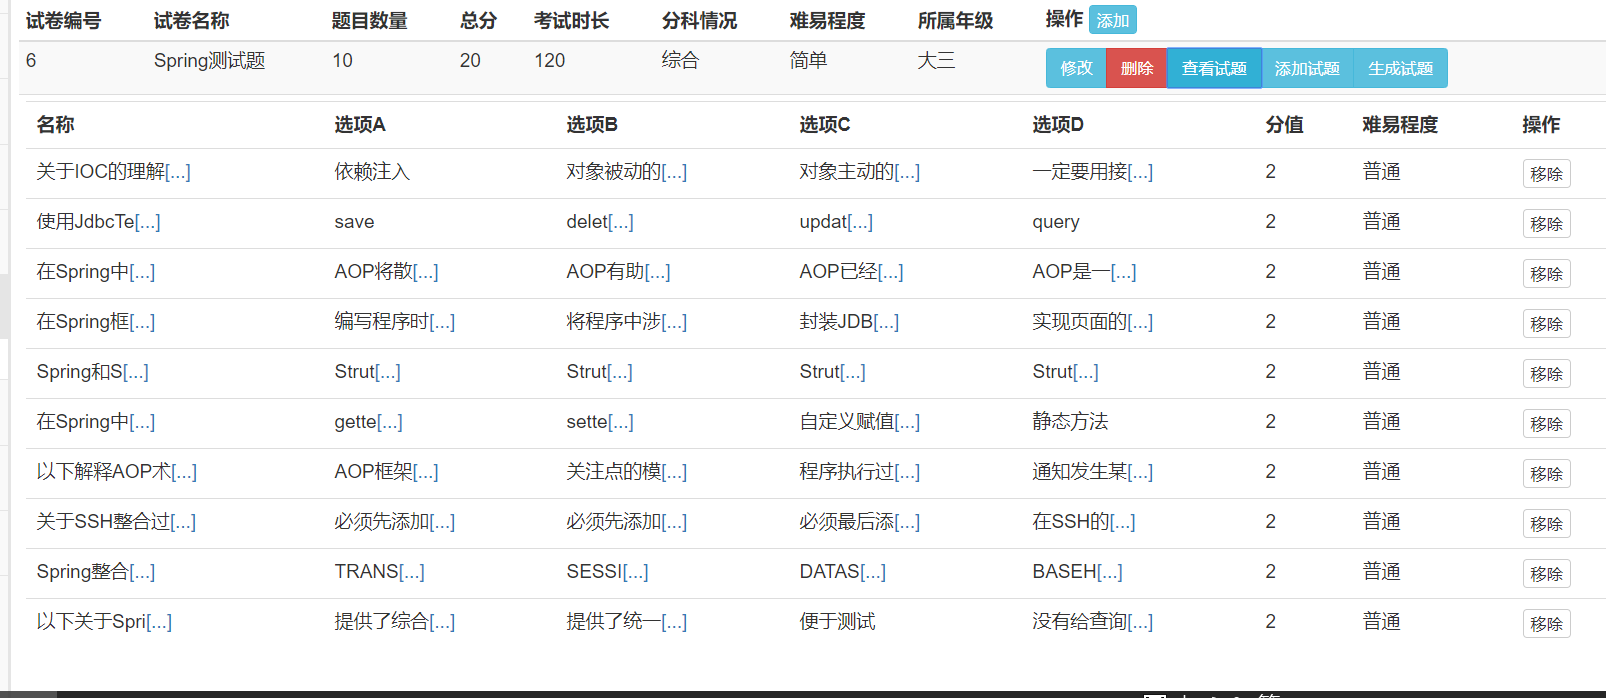 试卷编号 试卷名称 题目数量 总分 考试时长 分科情况 难易程度 所属年级 操作 添加
6 Spring测试题 10 20 120 综合 简单 大三 修改 删除 查看试题 添加试题 生成试题
名称 选项A 选项B 选项C 选项D 分值 难易程度 操作
关于IOC的理解[...] 依赖注入 对象被动的[...] 对象主动的[...] 一定要用接[...] 2 普通 移除
使用JdbcTe[...] save delet[...] updat[...] query 2 普通 移除
在Spring中[...] AOP将散[...] AOP有助[...] AOP已经[...] AOP是一[...] 2 普通 移除
在Spring框[...] 编写程序时[...] 将程序中涉[...] 封装JDB[...] 实现页面的[...] 2 普通 移除
Spring和S[...] Strut[...] Strut[...] Strut[...] Strut[...] 2 普通 移除
在Spring中[...] gette[...] sette[...] 自定义赋值[...] 静态方法 2 普通 移除
以下解释AOP术[...] AOP框架[...] 关注点的模[...] 程序执行过[...] 通知发生某[...] 2 普通 移除
关于SSH整合过[...] 必须先添加[...] 必须先添加[...] 必须最后添[...] 在SSH的[...] 2 普通 移除
Spring整合[...] TRANS[...] SESSI[...] DATAS[...] BASEH[...] 2 普通 移除
以下关于Spri[...] 提供了综合[...] 提供了统一[...] 便于测试 没有给查询[...] 2 普通 移除